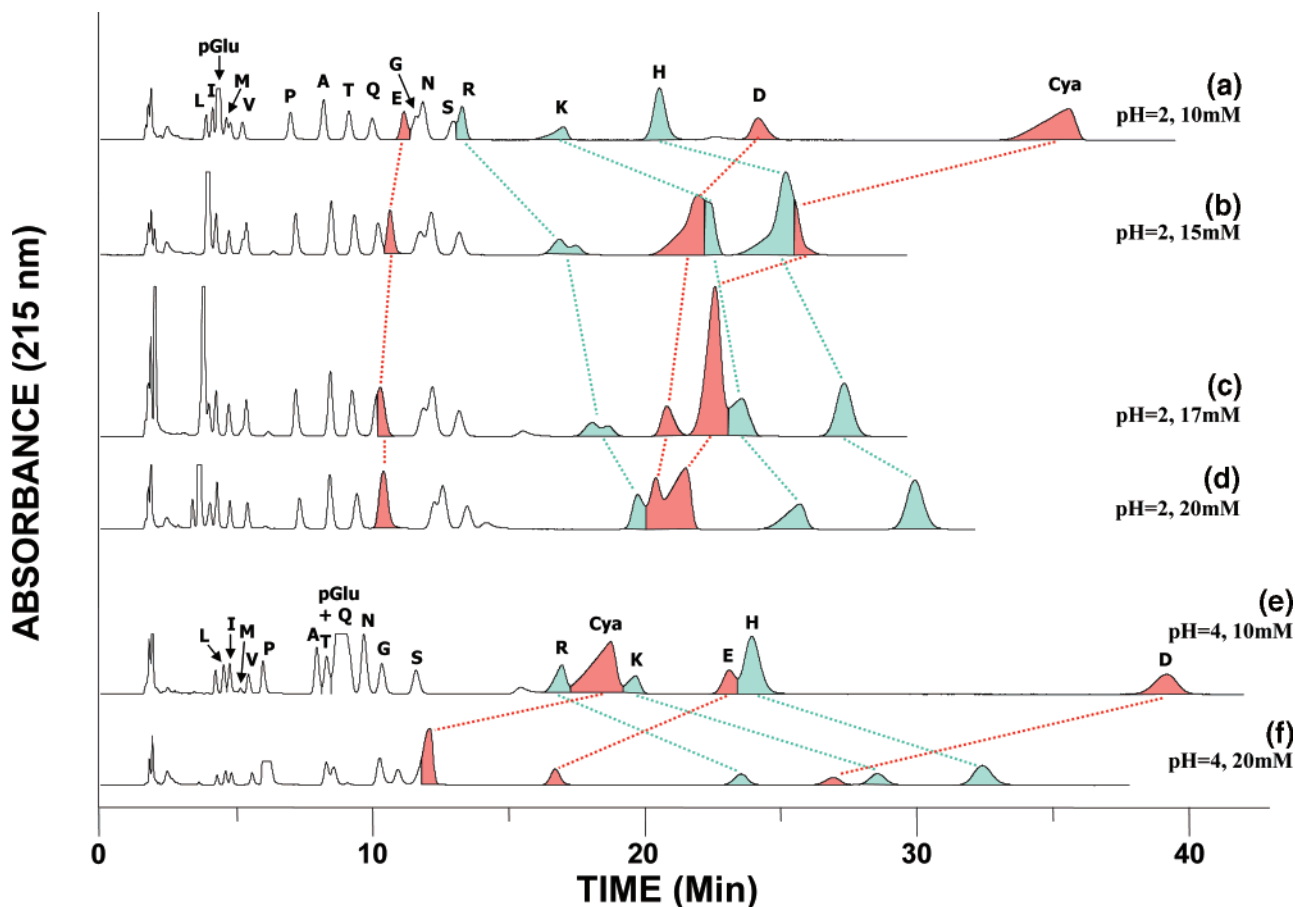 ABSORBANCE (215 nm)
pGlu
L I M V P A T Q E G N S R K H D Cya
(a)
pH=2, 10mM
(b)
pH=2, 15mM
(c)
pH=2, 17mM
(d)
pH=2, 20mM
pGlu
+ Q
L I M V P A T N G S R Cya K E H D
(e)
pH=4, 10mM
(f)
pH=4, 20mM
0 10 20 30 40
TIME (Min)